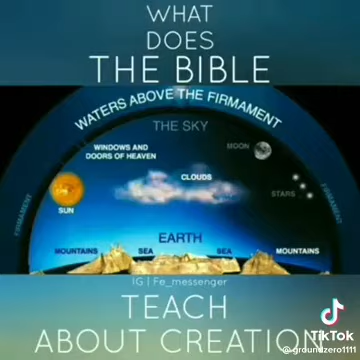 WHAT
DOES
THE BIBLE
WATERS ABOVE THE FIRMAMENT
THE SKY
WINDOWS AND
DOORS OF HEAVEN
MOON
CLOUDS
STARS
SUN
FIRMAMENT
FIRMAMENT
EARTH
MOUNTAINS
SEA
SEA
MOUNTAINS
IG | Fe_messenger
TEACH
ABOUT CREATION
TikTok
@groundzero1111